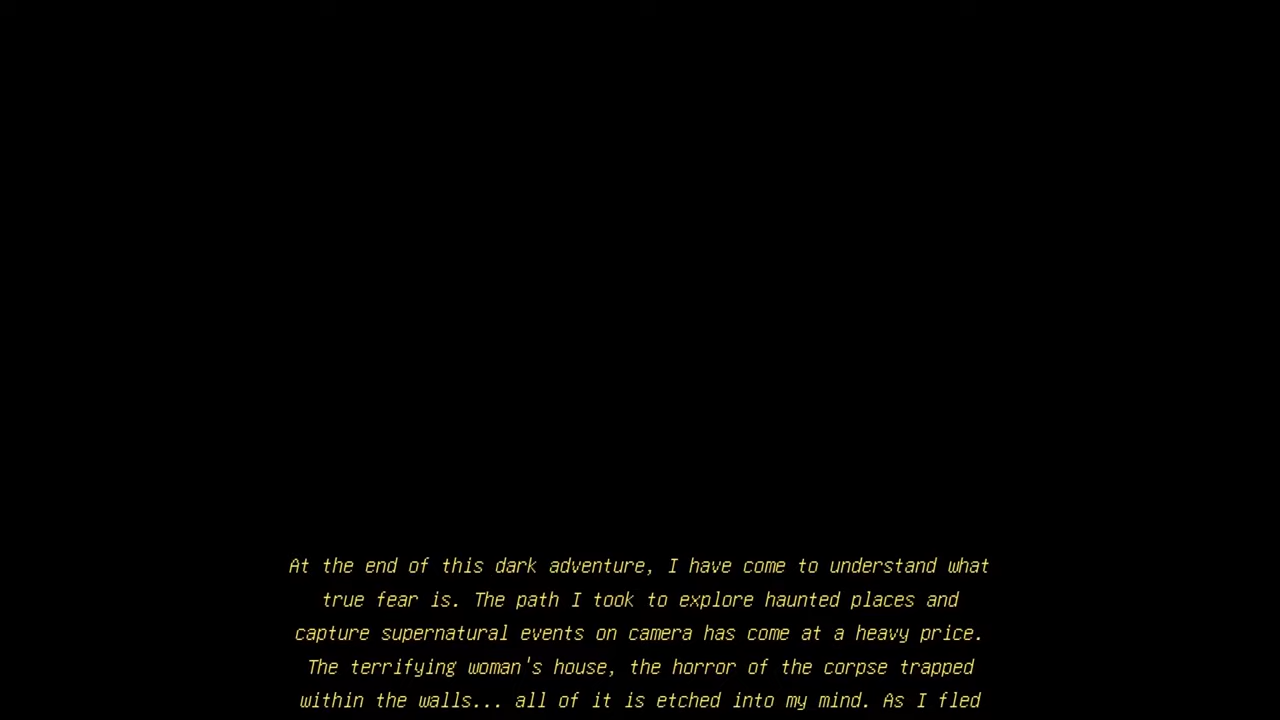 At the end of this dark adventure, I have come to understand what
true fear is. The path I took to explore haunted places and
capture supernatural events on camera has come at a heavy price.
The terrifying woman's house, the horror of the corpse trapped
within the walls... all of it is etched into my mind. As I fled